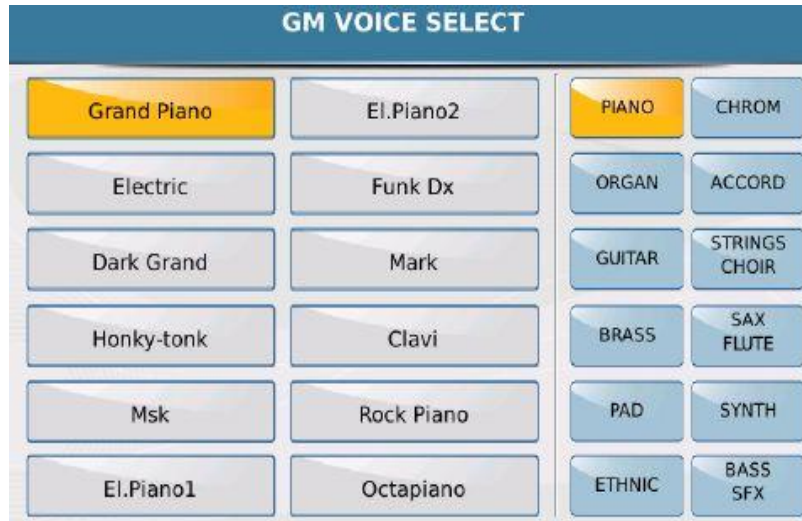 GM VOICE SELECT
Grand Piano
El.Piano2
PIANO
CHROM
Electric
Funk Dx
ORGAN
ACCORD
Dark Grand
Mark
GUITAR
STRINGS
CHOIR
Honky-tonk
Clavi
BRASS
SAX
FLUTE
Msk
Rock Piano
PAD
SYNTH
El.Piano1
Octapiano
ETHNIC
BASS
SFX